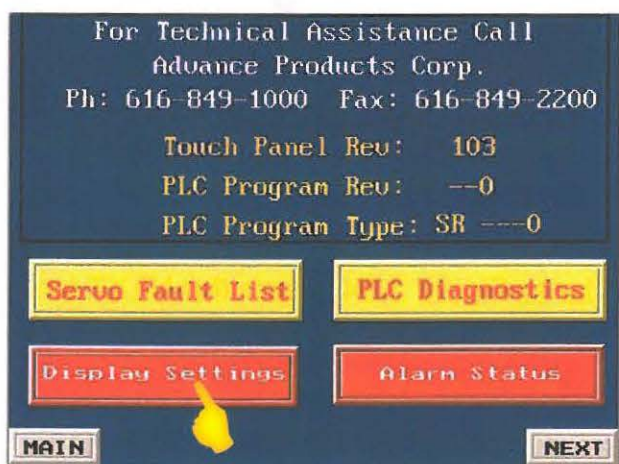 For Technical Assistance Call
Advance Products Corp.
Ph: 616-849-1000 Fax: 616-849-2200
Touch Panel Rev: 103
PLC Program Rev: --0
PLC Program Type: SR ---0
Servo Fault List
PLC Diagnostics
Display Settings
Alarm Status
MAIN
NEXT